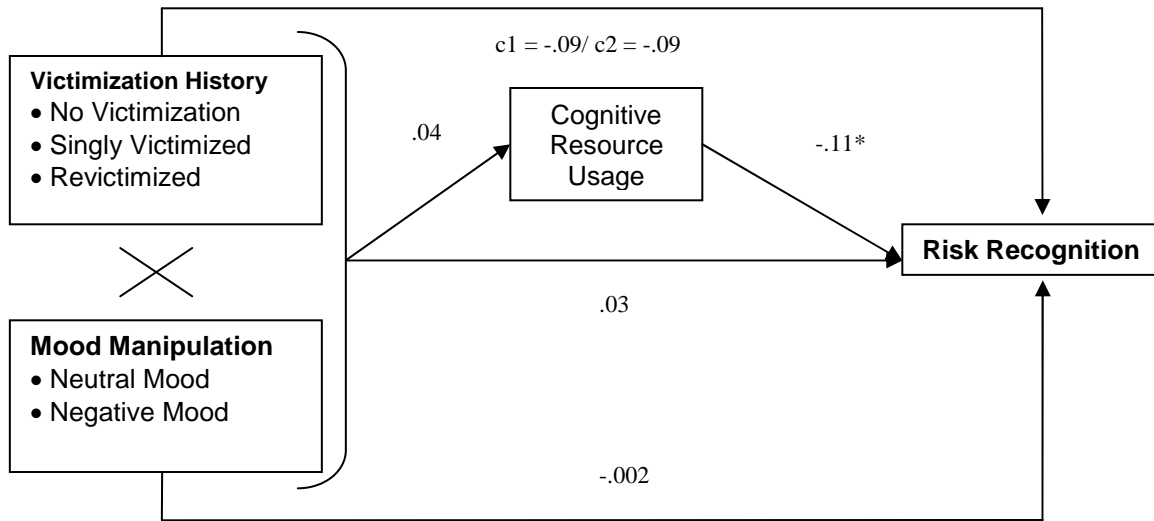 c1 = -.09/ c2 = -.09
Victimization History
• No Victimization
• Singly Victimized
• Revictimized
.04
Cognitive
Resource
Usage
-.11*
Risk Recognition
.03
Mood Manipulation
• Neutral Mood
• Negative Mood
-.002